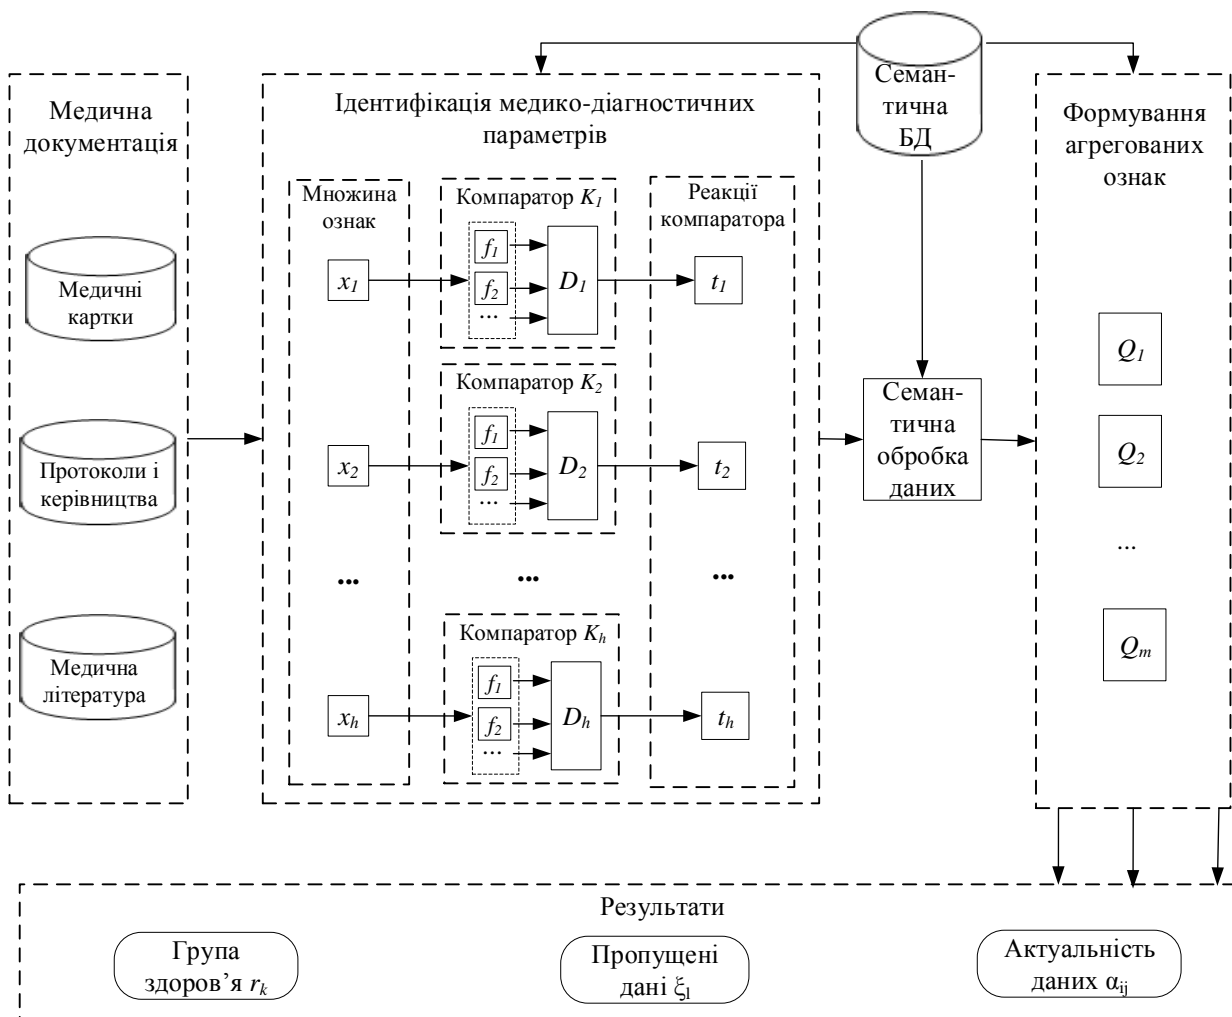 Медична
документація
Медичні
картки
Протоколи і
керівництва
Медична
література
Ідентифікація медико-діагностичних
параметрів
Множина
ознак
x1
x2
...
xh
Компаратор K1
f1
f2
...
D1
Компаратор K2
f1
f2
...
D2
...
Компаратор Kh
f1
f2
...
Dh
Реакції
компаратора
t1
t2
...
th
Семан-
тична
БД
Семан-
тична
обробка
даних
Формування
агрегованих
ознак
Q1
Q2
...
Qm
Результати
Група
здоров’я rk
Пропущені
дані ξl
Актуальність
даних αij